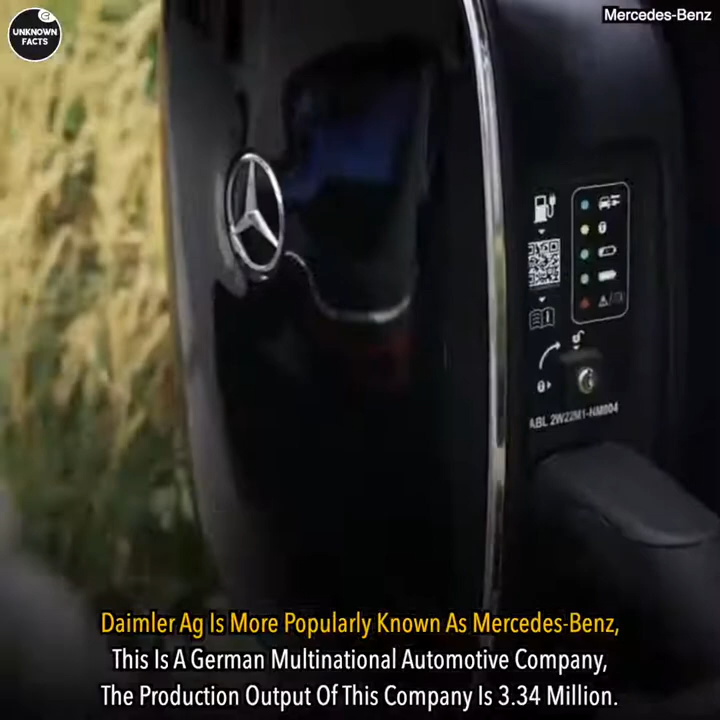 UNKNOWN
FACTS
Mercedes-Benz
ABL 2W22M1-NM004
Daimler Ag Is More Popularly Known As Mercedes-Benz,
This Is A German Multinational Automotive Company,
The Production Output Of This Company Is 3.34 Million.